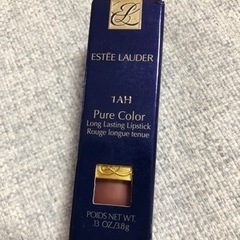 ESTĒE LAUDER
1AH
Pure Color
Long Lasting Lipstick
Rouge longue tenue
POIDS NET WT.
.13 OZ./3.8g